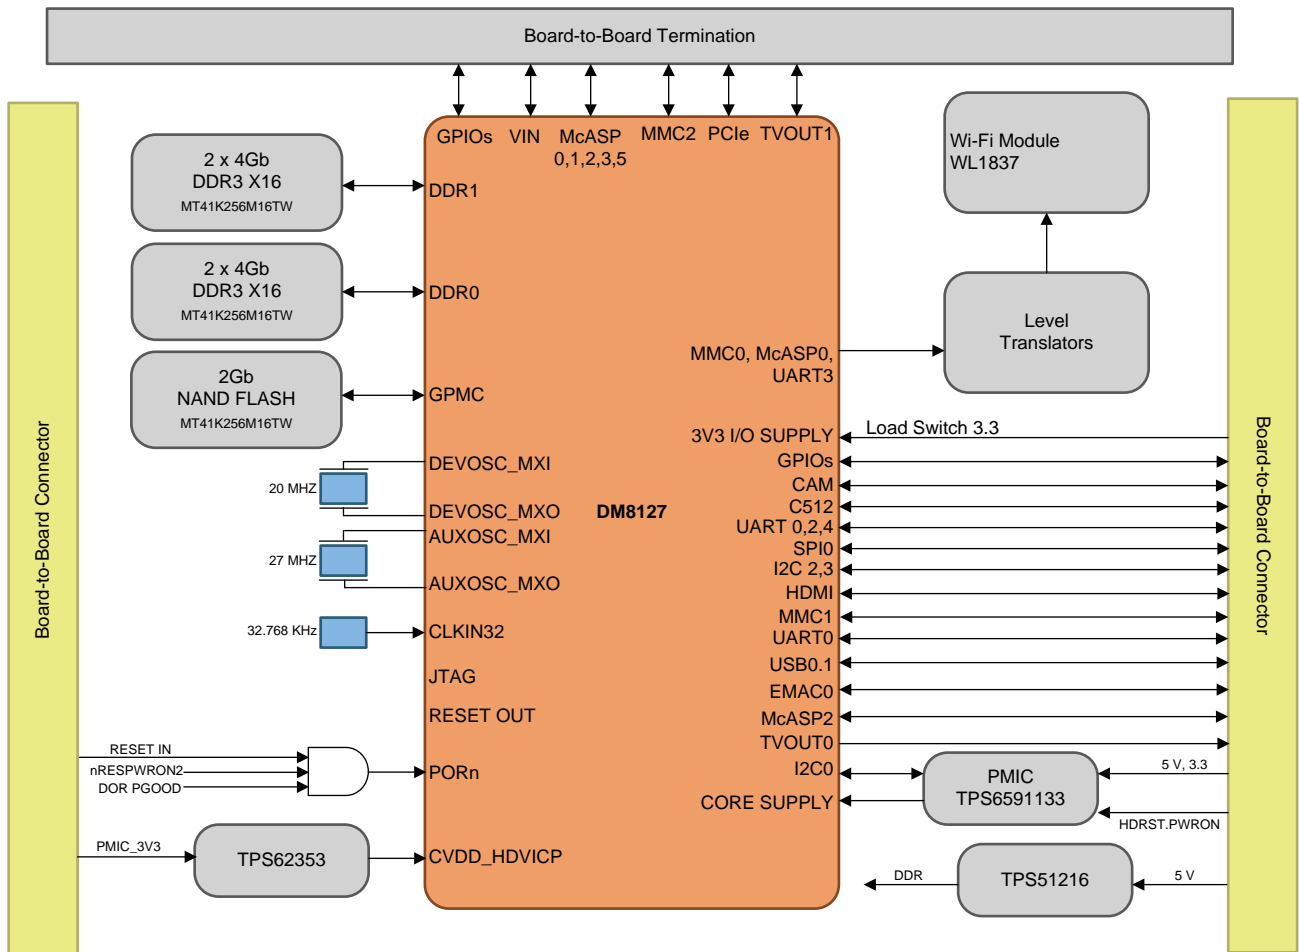 Board-to-Board Termination
GPIOs
VIN
McASP
0,1,2,3,5
MMC2
PCIe
TVOUT1
Board-to-Board Connector
2 x 4Gb
DDR3 X16
MT41K256M16TW
DDR1
2 x 4Gb
DDR3 X16
MT41K256M16TW
DDR0
2Gb
NAND FLASH
MT41K256M16TW
GPMC
20 MHZ
DEVOSC_MXI
DEVOSC_MXO
27 MHZ
AUXOSC_MXI
AUXOSC_MXO
32.768 KHz
CLKIN32
JTAG
RESET OUT
RESET IN
nRESPWRON2
DOR PGOOD
PORn
PMIC_3V3
TPS62353
CVDD_HDVICP
DM8127
Wi-Fi Module
WL1837
Level
Translators
MMC0, McASP0,
UART3
3V3 I/O SUPPLY
Load Switch 3.3
GPIOs
CAM
C512
UART 0,2,4
SPI0
I2C 2,3
HDMI
MMC1
UART0
USB0.1
EMAC0
McASP2
TVOUT0
I2C0
CORE SUPPLY
PMIC
TPS6591133
5 V, 3.3
HDRST.PWRON
DDR
TPS51216
5 V
Board-to-Board Connector